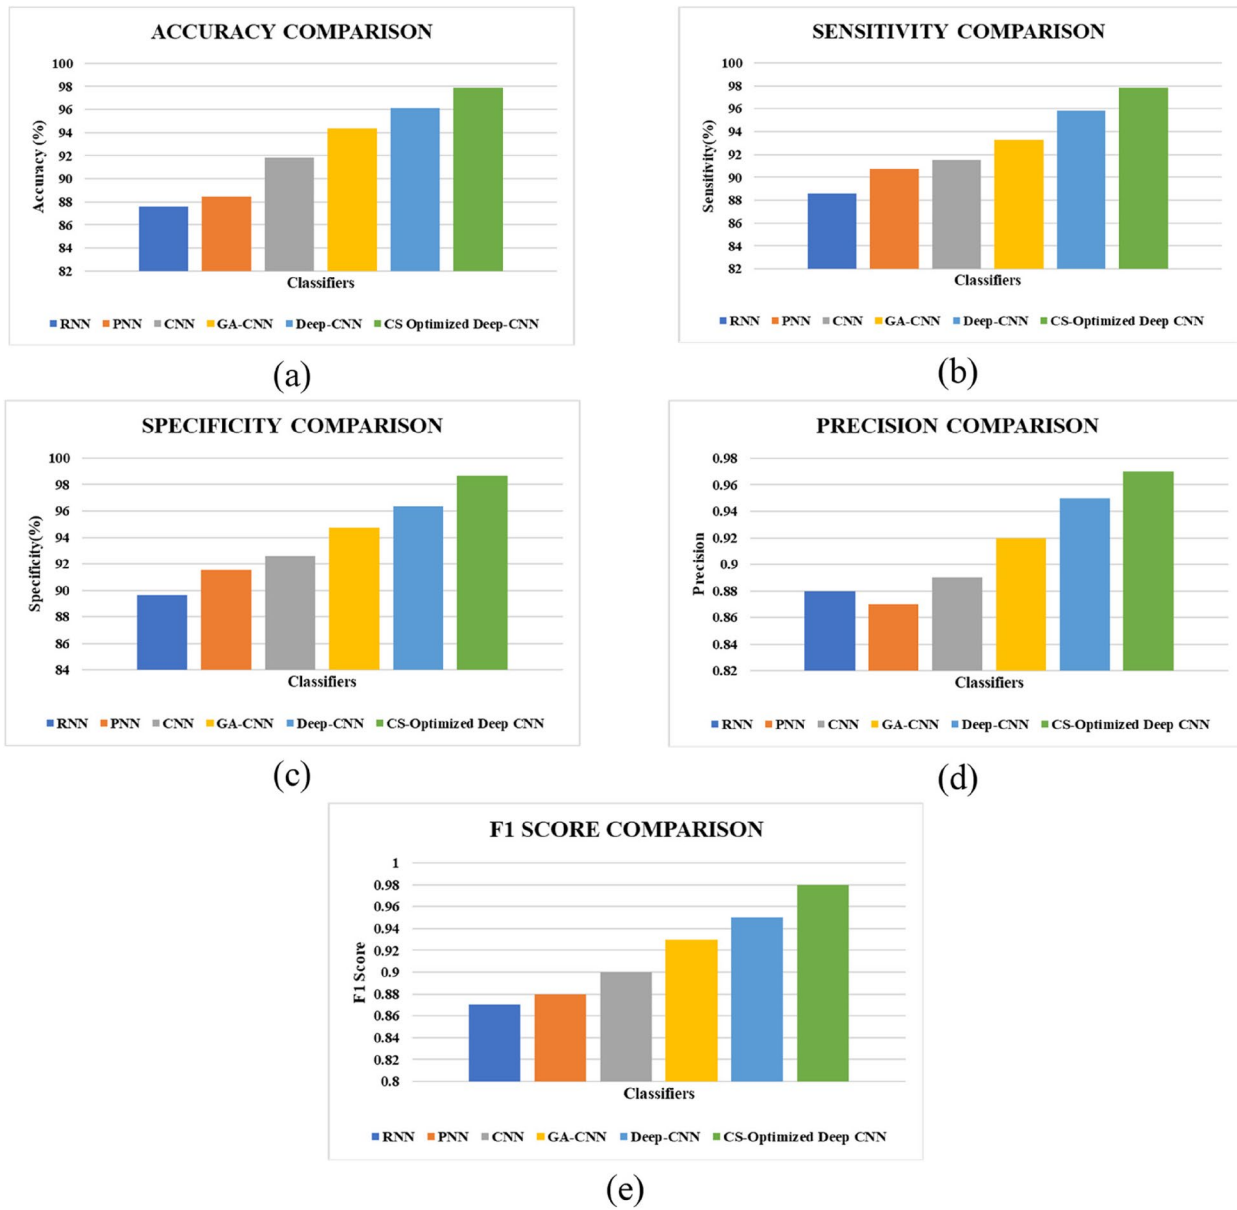 ACCURACY COMPARISON
100
98
96
94
92
90
88
86
84
82
Accuracy (%)
Classifiers
RNN PNN CNN GA-CNN Deep-CNN CS Optimized Deep-CNN
(a)
SENSITIVITY COMPARISON
100
98
96
94
92
90
88
86
84
82
Sensitivity(%)
Classifiers
RNN PNN CNN GA-CNN Deep-CNN CS-Optimized Deep CNN
(b)
SPECIFICITY COMPARISON
100
98
96
94
92
90
88
86
84
Specificity(%)
Classifiers
RNN PNN CNN GA-CNN Deep-CNN CS-Optimized Deep CNN
(c)
PRECISION COMPARISON
0.98
0.96
0.94
0.92
0.9
0.88
0.86
0.84
0.82
Precision
Classifiers
RNN PNN CNN GA-CNN Deep-CNN CS-Optimized Deep CNN
(d)
F1 SCORE COMPARISON
1
0.98
0.96
0.94
0.92
0.9
0.88
0.86
0.84
0.82
0.8
F1 Score
Classifiers
RNN PNN CNN GA-CNN Deep-CNN CS-Optimized Deep CNN
(e)